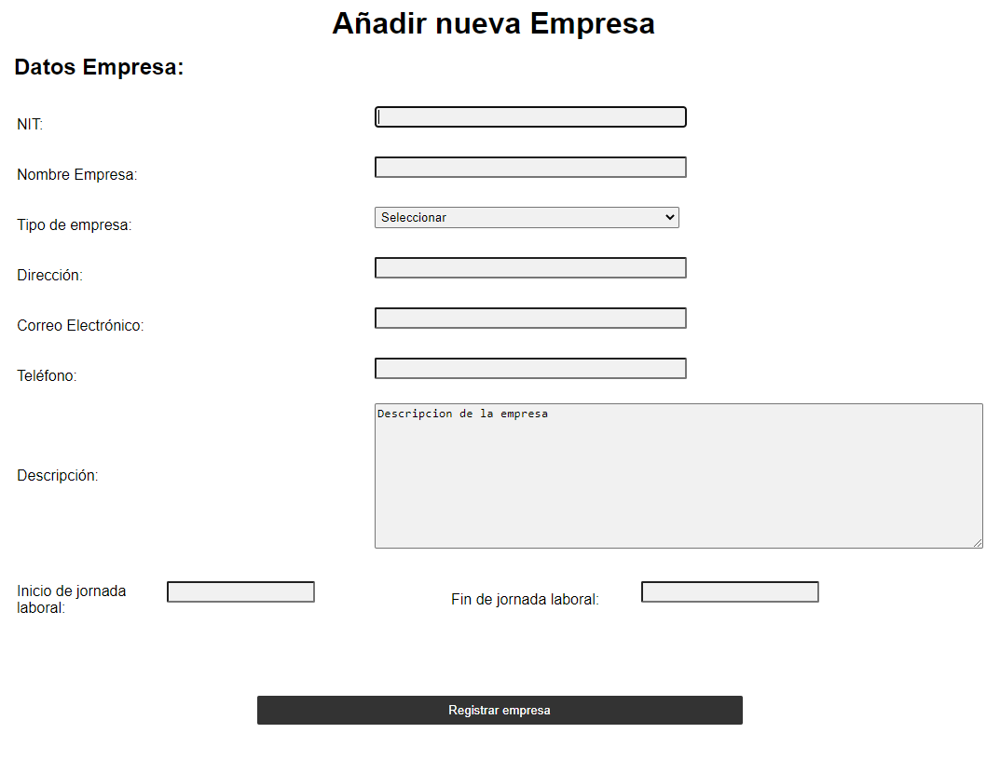 Añadir nueva Empresa
Datos Empresa:
NIT:
Nombre Empresa:
Tipo de empresa:
Seleccionar
Dirección:
Correo Electrónico:
Teléfono:
Descripción:
Descripcion de la empresa
Inicio de jornada
laboral:
Fin de jornada laboral:
Registrar empresa